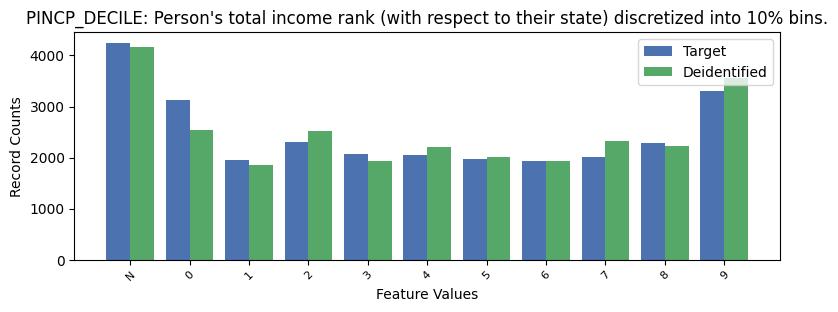 PINCP_DECILE: Person's total income rank (with respect to their state) discretized into 10% bins.
Target
Deidentified
4000
3000
2000
1000
0
Record Counts
N 0 1 2 3 4 5 6 7 8 9
Feature Values